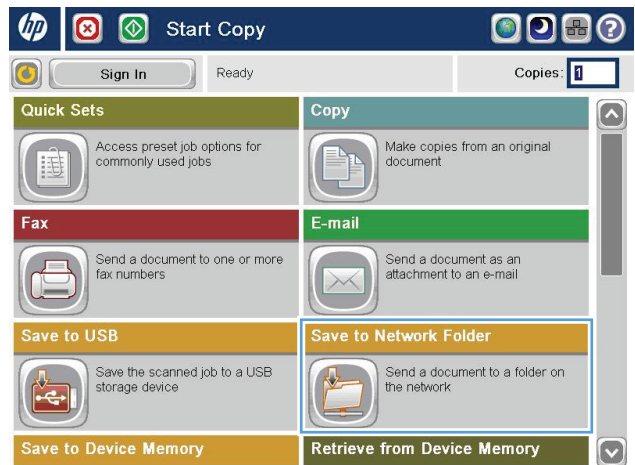 hp Start Copy
Sign In Ready Copies: 1
Quick Sets
Access preset job options for
commonly used jobs
Copy
Make copies from an original
document
Fax
Send a document to one or more
fax numbers
E-mail
Send a document as an
attachment to an e-mail
Save to USB
Save the scanned job to a USB
storage device
Save to Network Folder
Send a document to a folder on
the network
Save to Device Memory
Retrieve from Device Memory